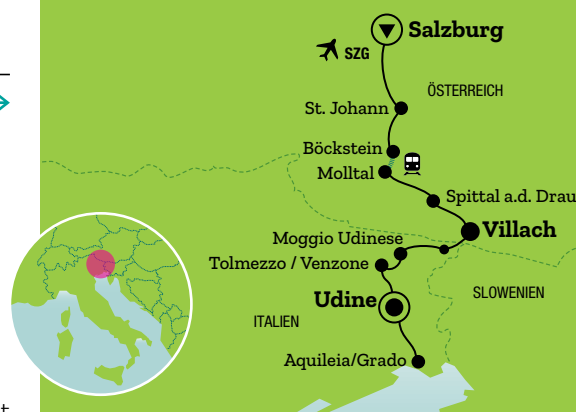 Salzburg
SZG
ÖSTERREICH
St. Johann
Böckstein
Molltal
Spittal a.d. Drau
Villach
Moggio Udinese
Tolmezzo / Venzone
Udine
SLOWENIEN
ITALIEN
Aquileia/Grado